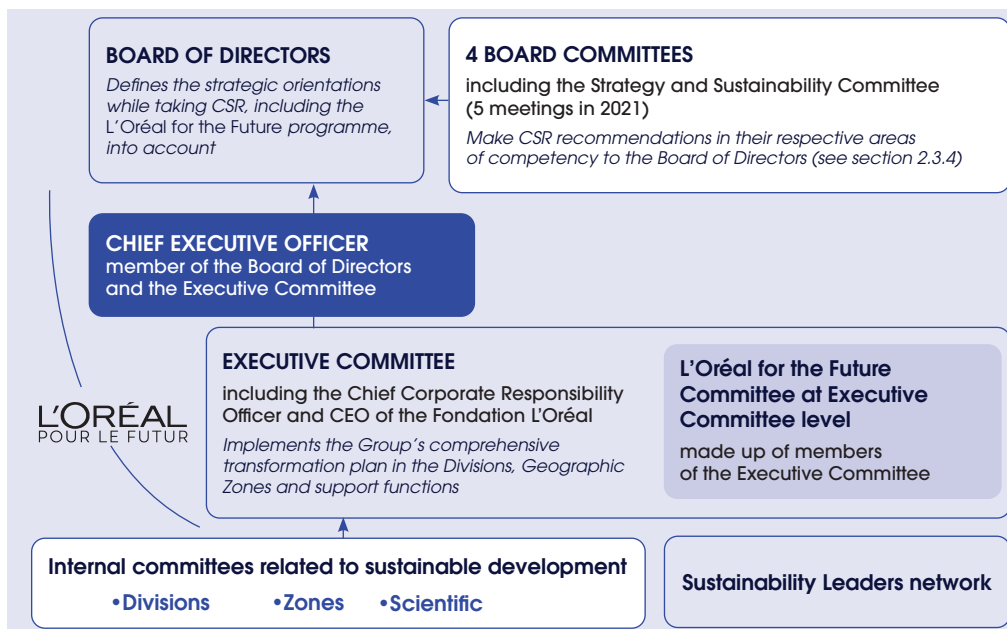 BOARD OF DIRECTORS
Defines the strategic orientations
while taking CSR, including the
L'Oréal for the Future programme,
into account
4 BOARD COMMITTEES
including the Strategy and Sustainability Committee
(5 meetings in 2021)
Make CSR recommendations in their respective areas
of competency to the Board of Directors (see section 2.3.4)
CHIEF EXECUTIVE OFFICER
member of the Board of Directors
and the Executive Committee
EXECUTIVE COMMITTEE
including the Chief Corporate Responsibility
Officer and CEO of the Fondation L'Oréal
Implements the Group's comprehensive
transformation plan in the Divisions, Geographic
Zones and support functions
L'Oréal for the Future
Committee at Executive
Committee level
made up of members
of the Executive Committee
L'ORÉAL
POUR LE FUTUR
Internal committees related to sustainable development
•Divisions •Zones •Scientific
Sustainability Leaders network